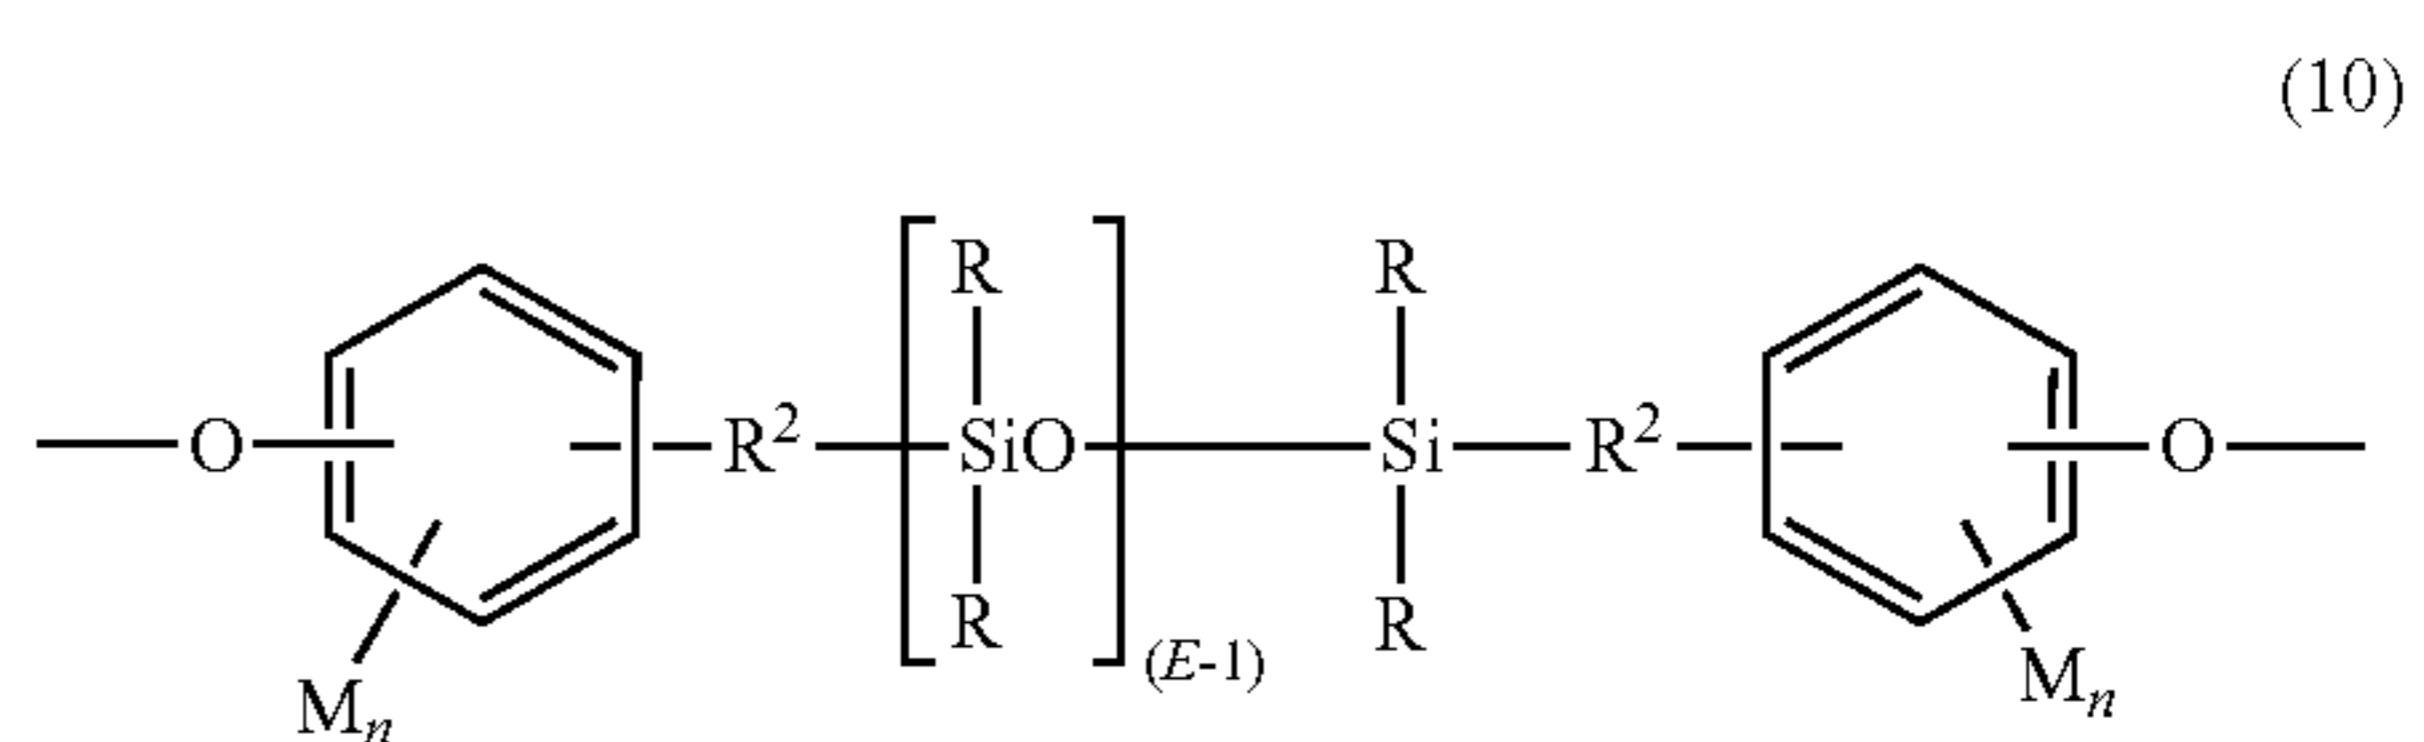 (10)
R R
O R² SiO Si R² O
R R
(E-1)
Mₙ Mₙ